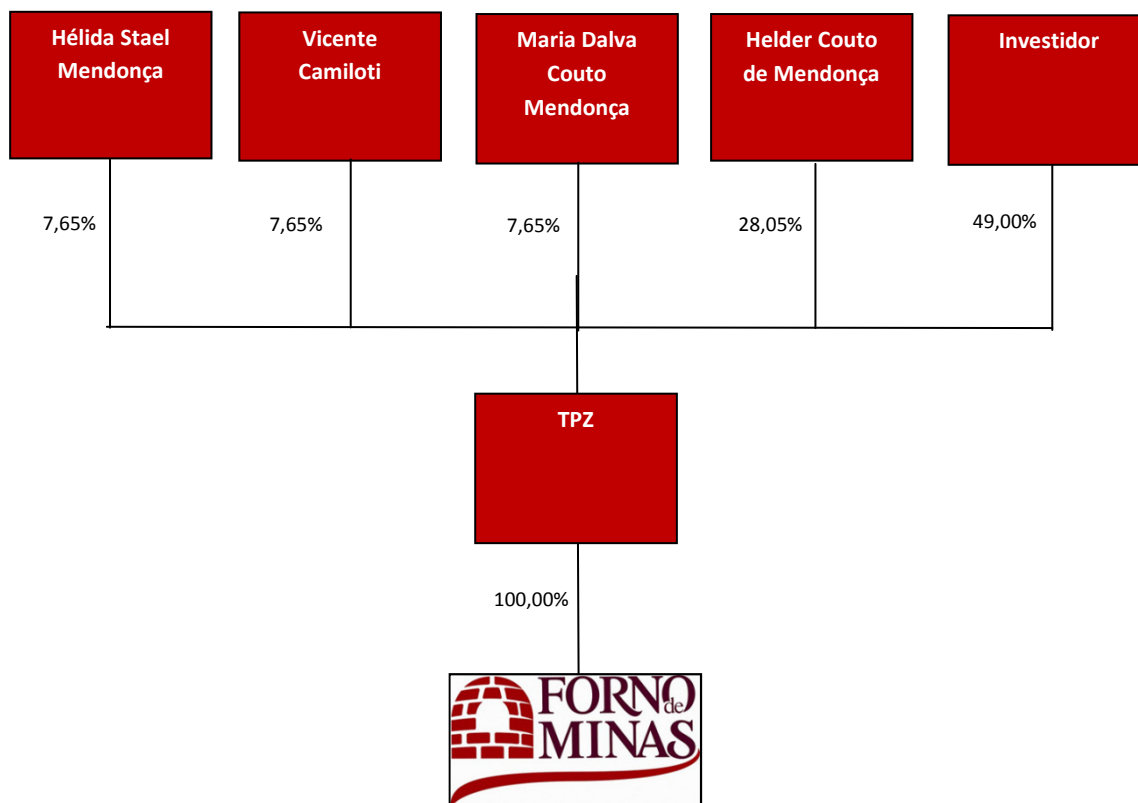 Hélida Stael
Mendonça
Vicente
Camiloti
Maria Dalva
Couto
Mendonça
Helder Couto
de Mendonça
Investidor
7,65%
7,65%
7,65%
28,05%
49,00%
TPZ
100,00%
FORNO
de
MINAS